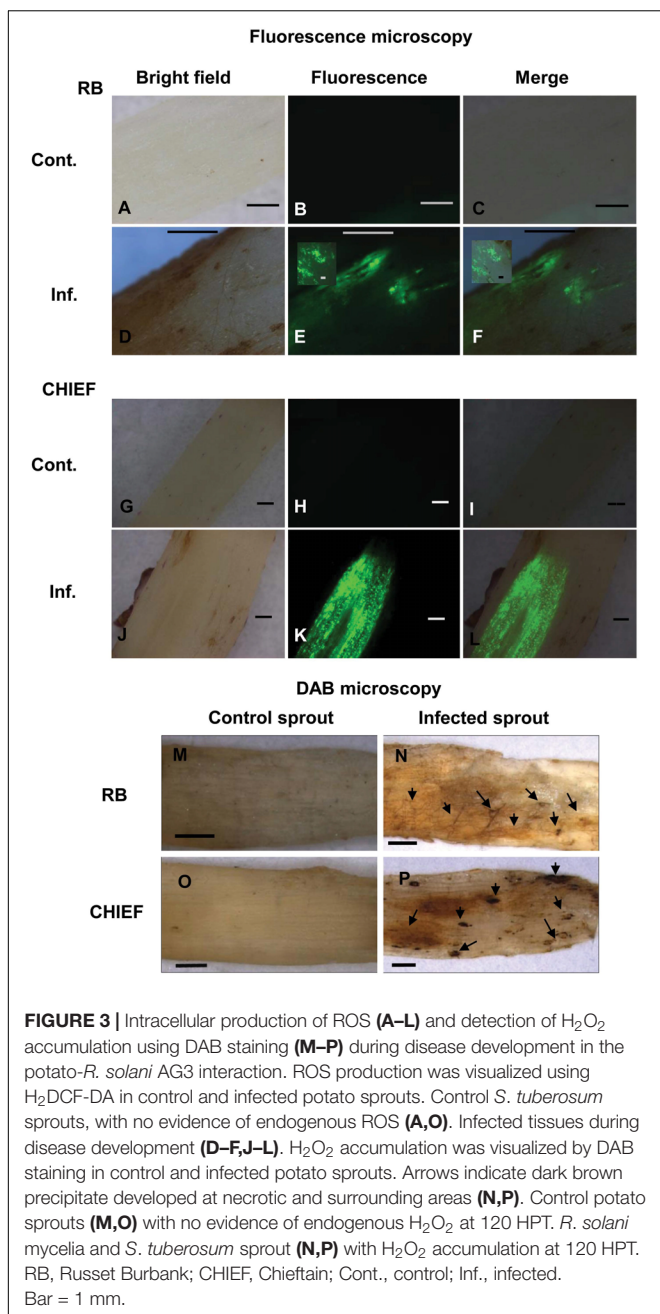 Fluorescence microscopy
RB Bright field Fluorescence Merge
Cont.
A B C
Inf.
D E F
CHIEF
Cont.
G H I
Inf.
J K L
DAB microscopy
Control sprout Infected sprout
RB
M N
CHIEF
O P
FIGURE 3 | Intracellular production of ROS (A–L) and detection of H₂O₂
accumulation using DAB staining (M–P) during disease development in the
potato-R. solani AG3 interaction. ROS production was visualized using
H₂DCF-DA in control and infected potato sprouts. Control S. tuberosum
sprouts, with no evidence of endogenous ROS (A,O). Infected tissues during
disease development (D–F,J–L). H₂O₂ accumulation was visualized by DAB
staining in control and infected potato sprouts. Arrows indicate dark brown
precipitate developed at necrotic and surrounding areas (N,P). Control potato
sprouts (M,O) with no evidence of endogenous H₂O₂ at 120 HPT. R. solani
mycelia and S. tuberosum sprout (N,P) with H₂O₂ accumulation at 120 HPT.
RB, Russet Burbank; CHIEF, Chieftain; Cont., control; Inf., infected.
Bar = 1 mm.